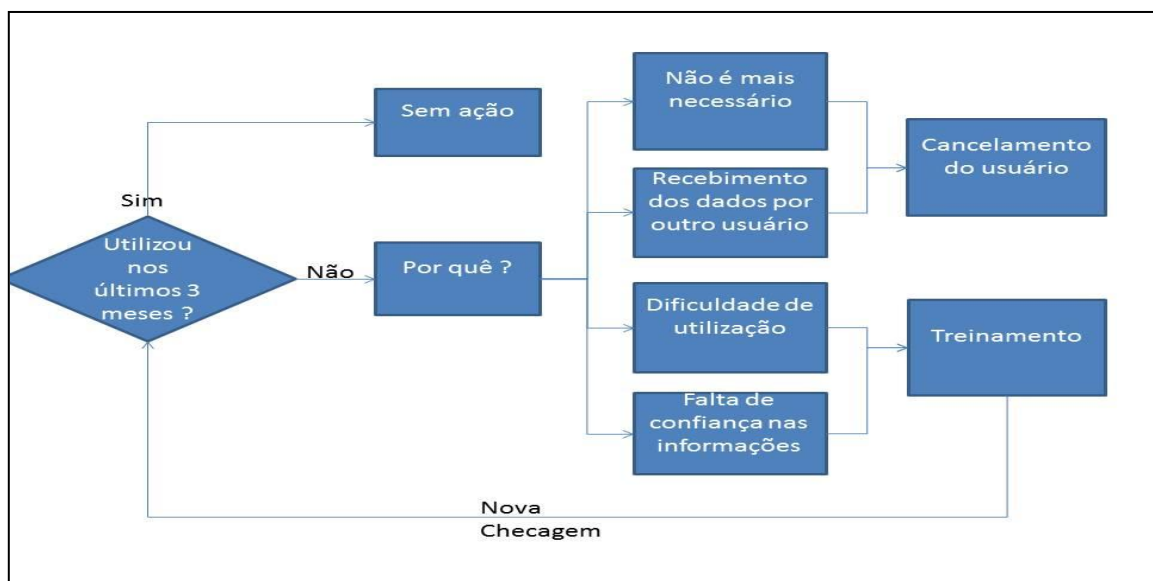 Sem ação
Sim
Utilizou
nos
últimos 3
meses ?
Não
Por quê ?
Não é mais
necessário
Recebimento
dos dados por
outro usuário
Dificuldade de
utilização
Falta de
confiança nas
informações
Cancelamento
do usuário
Treinamento
Nova
Checagem